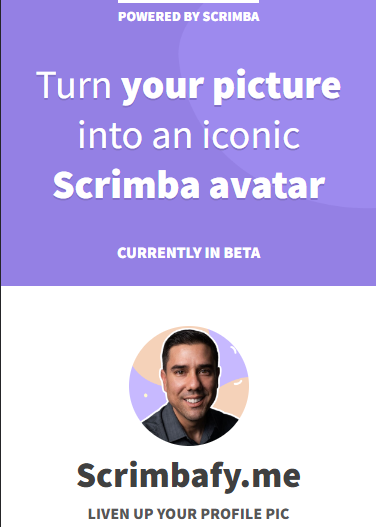 POWERED BY SCRIMBA
Turn your picture
into an iconic
Scrimba avatar
CURRENTLY IN BETA
Scrimbafy.me
LIVEN UP YOUR PROFILE PIC